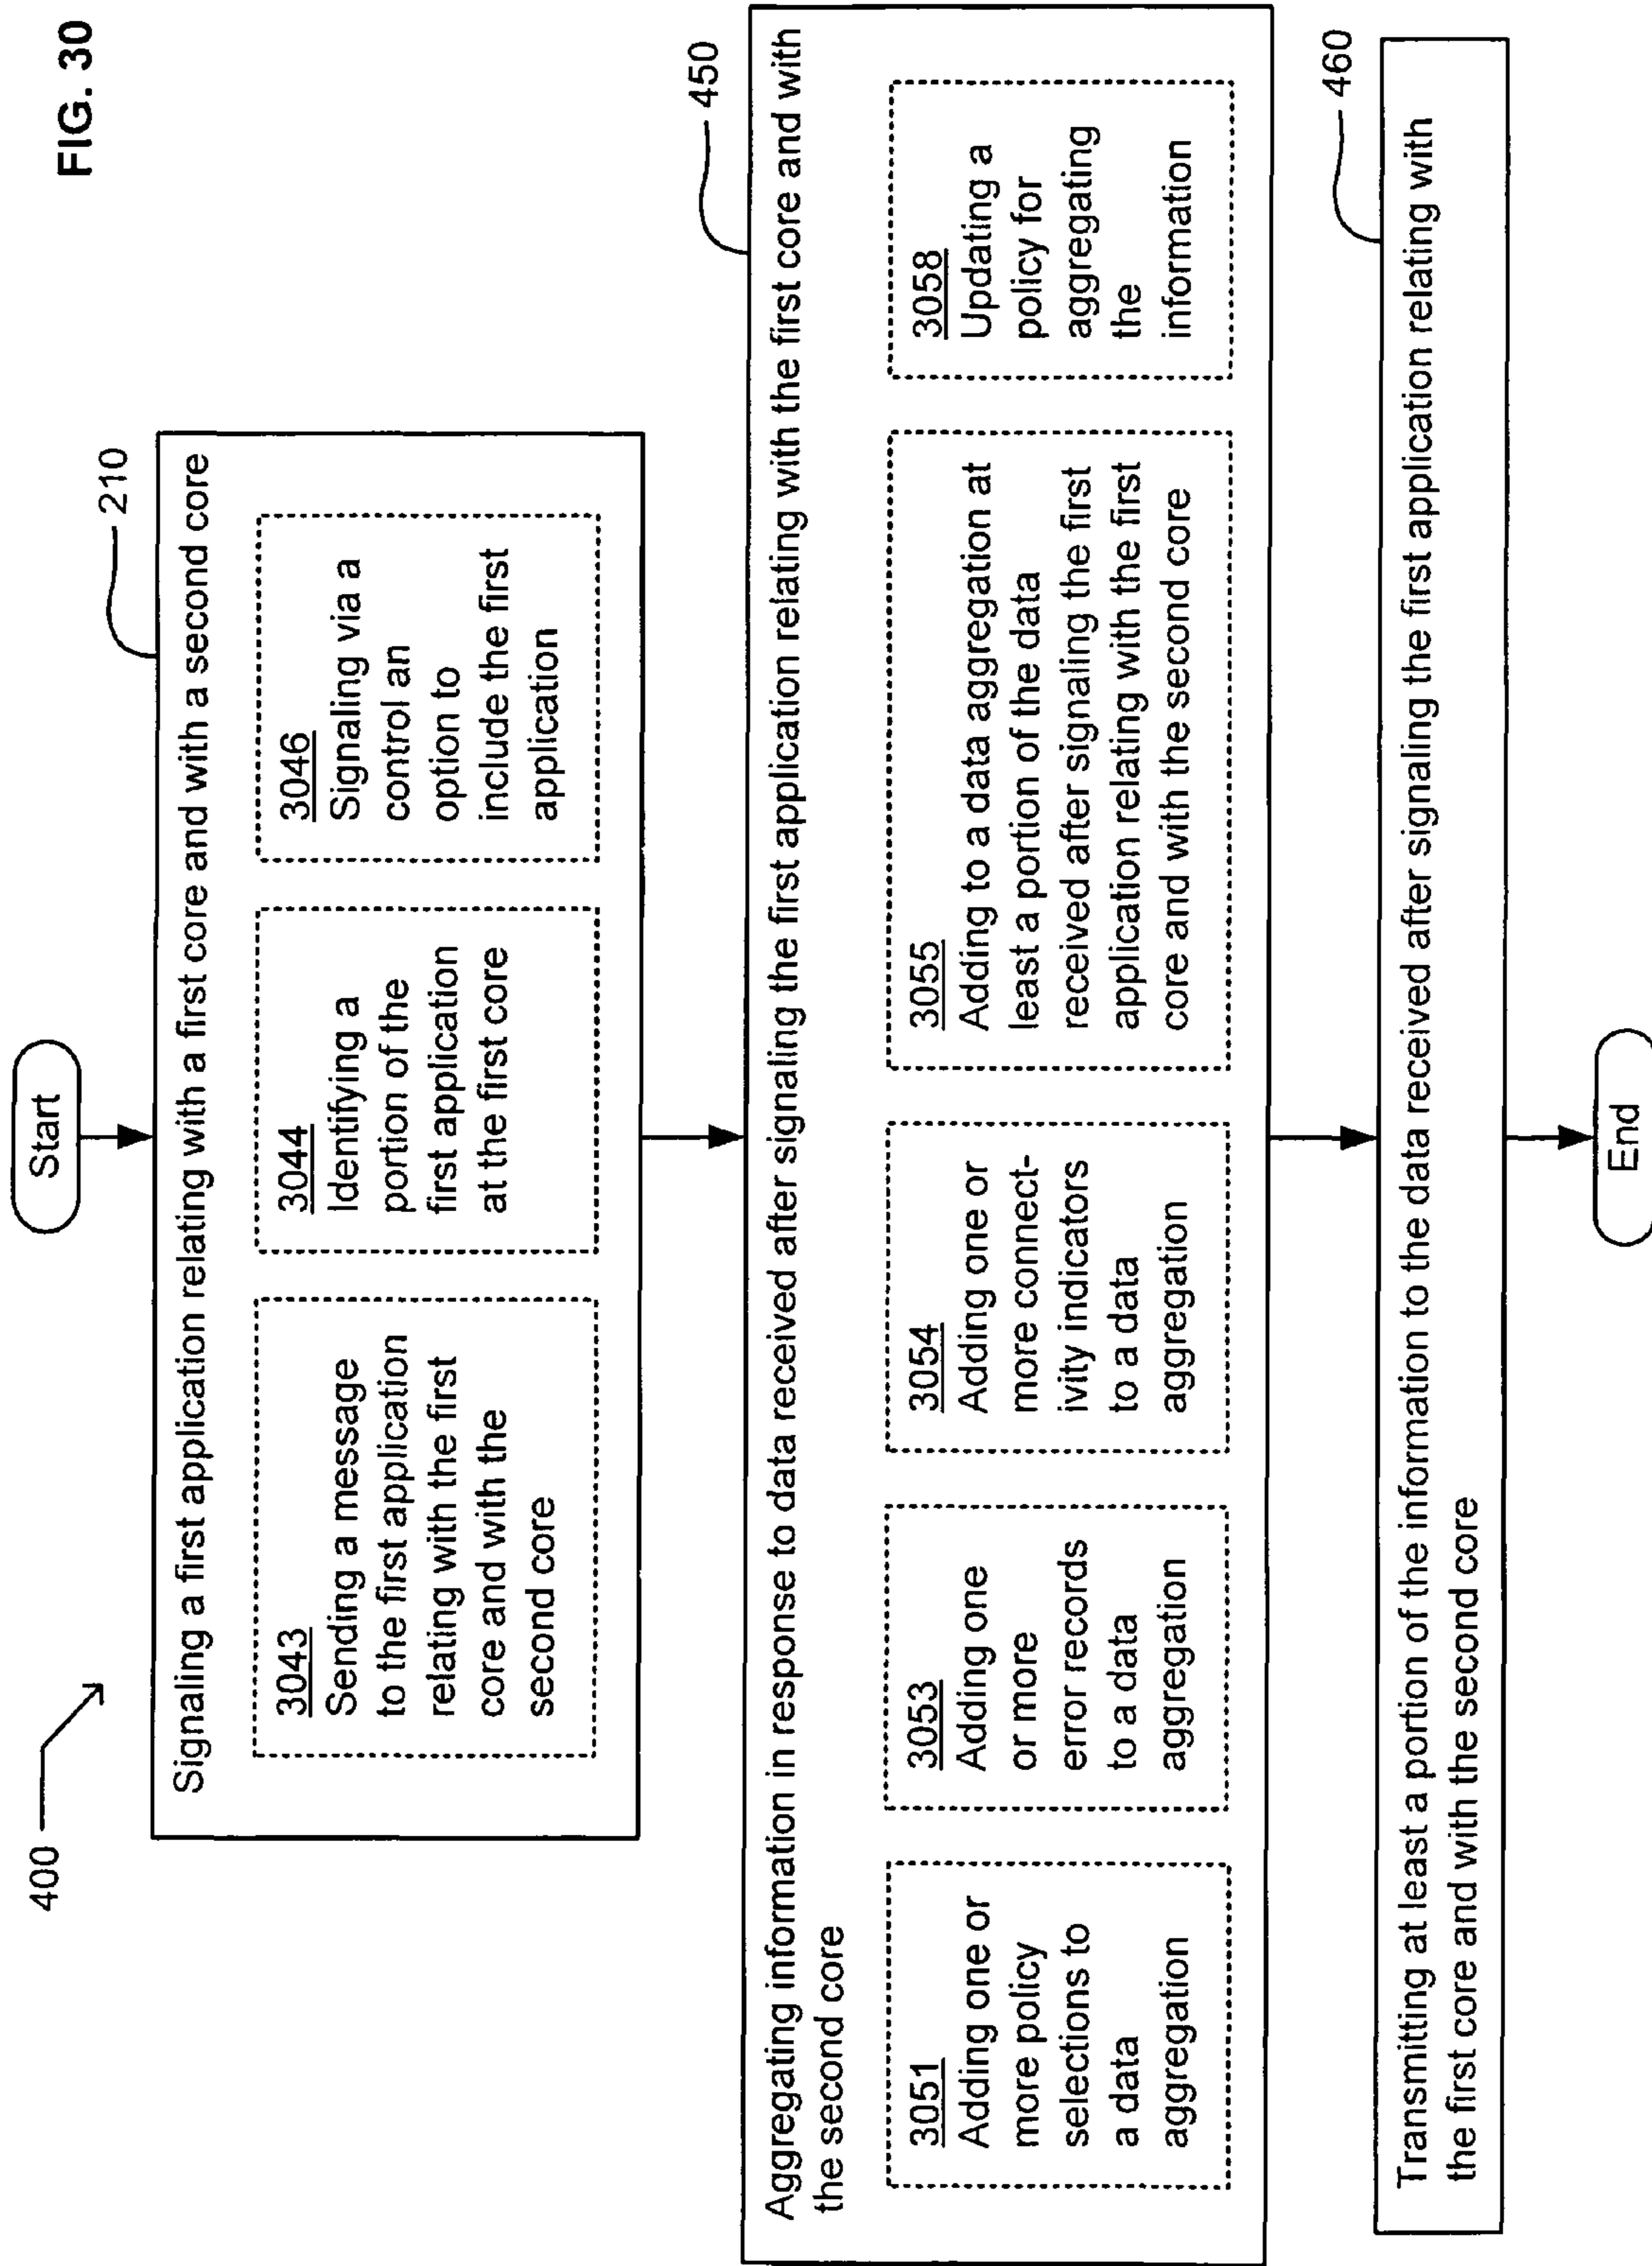 FIG. 30
400
Start
210
Signaling a first application relating with a first core and with a second core
3043
Sending a message
to the first application
relating with the first
core and with the
second core
3044
Identifying a
portion of the
first application
at the first core
3046
Signaling via a
control an
option to
include the first
application
450
Aggregating information in response to data received after signaling the first application relating with the first core and with
the second core
3051
Adding one or
more policy
selections to
a data
aggregation
3053
Adding one
or more
error records
to a data
aggregation
3054
Adding one or
more connect-
ivity indicators
to a data
aggregation
3055
Adding to a data aggregation at
least a portion of the data
received after signaling the first
application relating with the first
core and with the second core
3058
Updating a
policy for
aggregating
the
information
460
Transmitting at least a portion of the information to the data received after signaling the first application relating with
the first core and with the second core
End